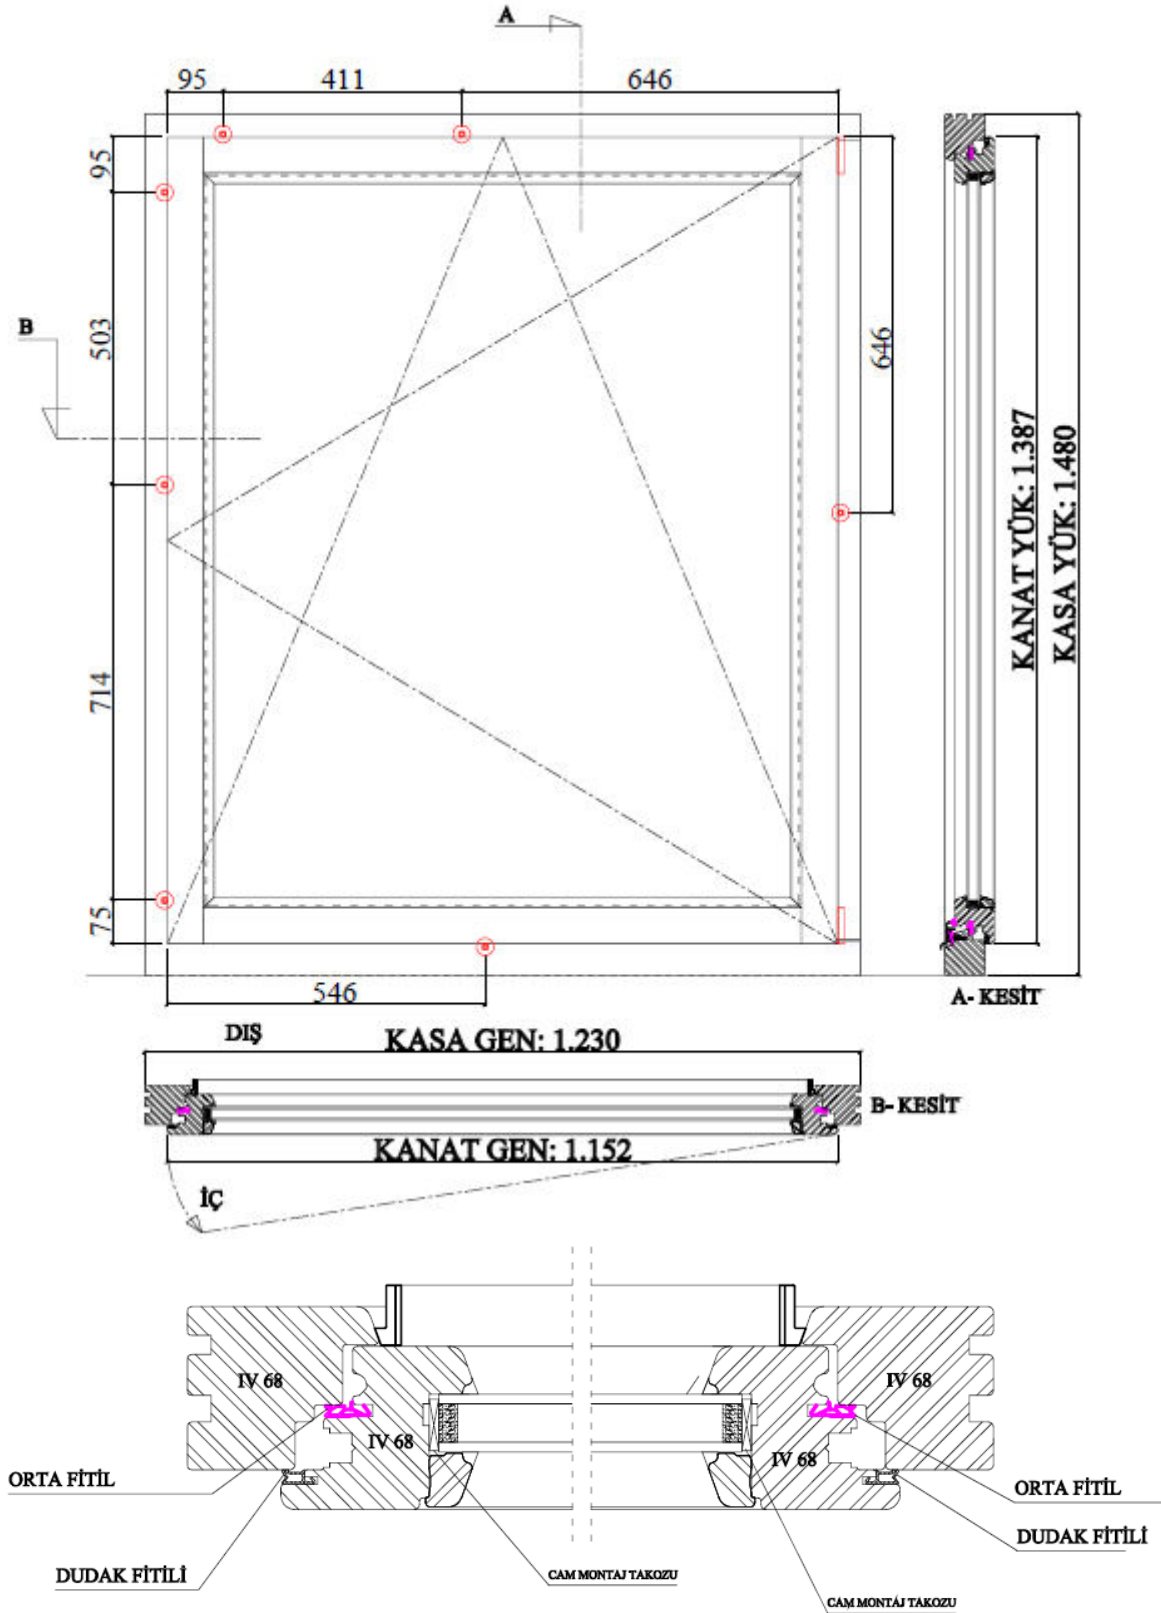 A
95
411
646
95
503
B
646
714
75
546
KANAT YÜK: 1.387
KASA YÜK: 1.480
A- KESİT
DIŞ
KASA GEN: 1.230
B- KESİT
KANAT GEN: 1.152
İÇ
IV 68
IV 68
IV 68
IV 68
ORTA FİTİL
ORTA FİTİL
DUDAK FİTİLİ
DUDAK FİTİLİ
CAM MONTAJ TAKOZU
CAM MONTAJ TAKOZU